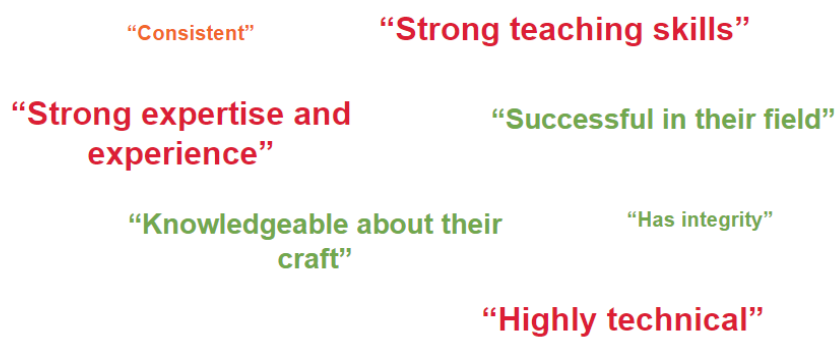 “Consistent”
“Strong teaching skills”
“Strong expertise and
experience”
“Successful in their field”
“Knowledgeable about their
craft”
“Has integrity”
“Highly technical”